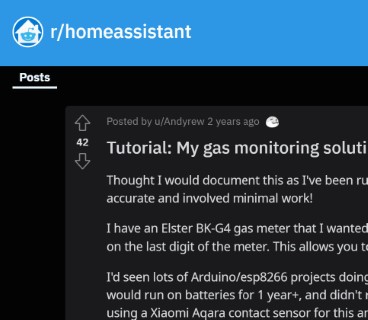 r/homeassistant
Posts
Posted by u/Andyrew 2 years ago
42
Tutorial: My gas monitoring
Thought I would document this as I've been
accurate and involved minimal work!
I have an Elster BK-G4 gas meter that I wanted
on the last digit of the meter. This allows you
I'd seen lots of Arduino/esp8266 projects doing
would run on batteries for 1 year+, and didn't
using a Xiaomi Aqara contact sensor for this